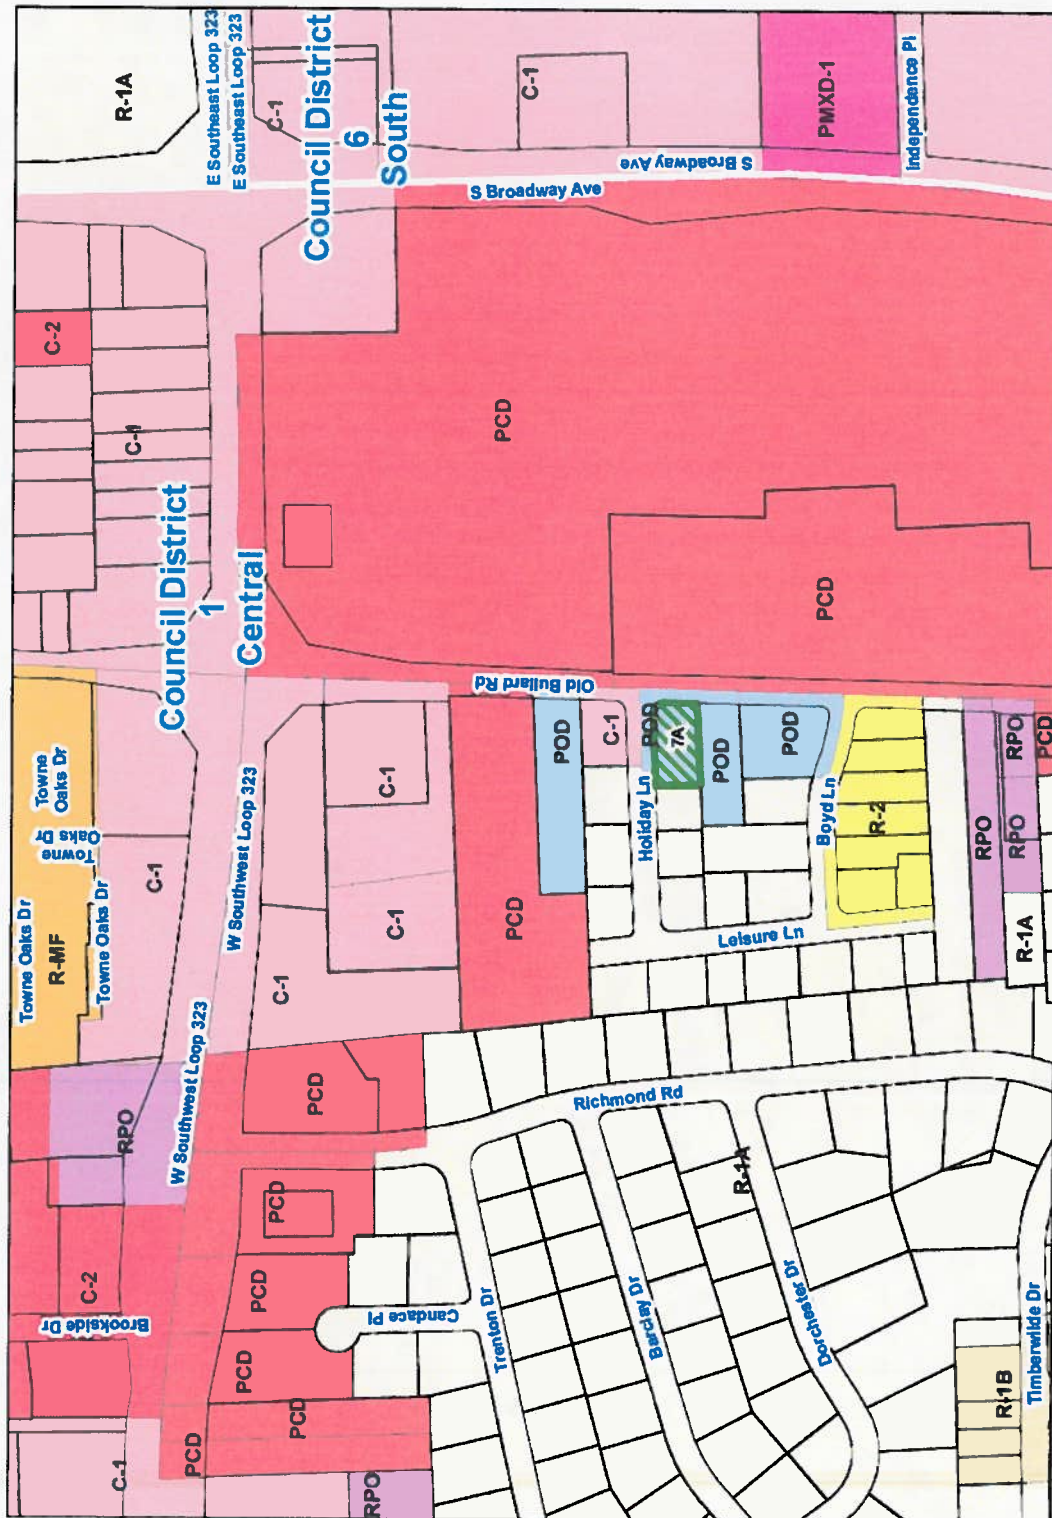 R-1A
E Southeast Loop 323
E Southeast Loop 323
C-1
Council District
6
South
C-1
PMXD-1
Independence Pl
S Broadway Ave
S Broadway Ave
C-2
C-1
PCD
Council District
1
Central
PCD
Old Bullard Rd
Towne
Oaks Dr
Towne
Oaks Dr
Towne Oaks Dr
R-MF
Towne Oaks Dr
C-1
W Southwest Loop 323
C-1
C-1
C-1
PCD
POD
C-1
POD
7A
POD
POD
Holiday Ln
Boyd Ln
R-2
Leisure Ln
RPO
RPO
RPO
PCD
R-1A
W Southwest Loop 323
RPO
PCD
Richmond Rd
PCD
C-2
Brookside Dr
PCD
PCD
PCD
PCD
C-1
RPO
Candace Pl
Trenton Dr
Barclay Dr
Dorchester Dr
R-1A
R-1B
Timberwilde Dr